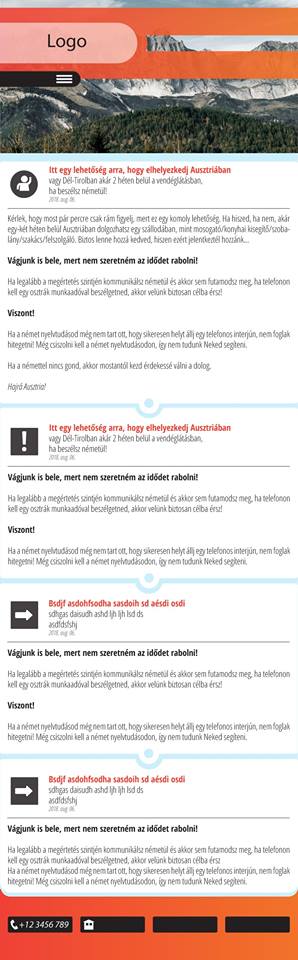 Logo
Itt egy lehetőség arra, hogy elhelyezkedj Ausztriában
vagy Dél-Tirolban akár 2 héten belül a vendéglátásban,
ha beszélsz németül!
2018. aug. 06.
Kérlek, hogy most pár percre csak rám figyelj, mert ez egy komoly lehetőség. Ha hiszed, ha nem, akár
egy-két héten belül Ausztriában dolgozhatsz egy szállodában, mint mosogató/konyhai kisegítő/szoba-
lány/szakács/felszolgáló. Biztos lenne hozzá kedved, hiszen ezért jelentkeztél hozzánk...
Vágjunk is bele, mert nem szeretném az idődet rabolni!
Ha legalább a megértetés szintjén kommunikálsz németül és akkor sem futamodsz meg, ha telefonon
kell egy osztrák munkaadóval beszélgetned, akkor velünk biztosan célba érsz!
Viszont!
Ha a német nyelvtudásod még nem tart ott, hogy sikeresen helyt állj egy telefonos interjún, nem foglak
hitegetni! Még csiszolni kell a német nyelvtudásodon, így nem tudunk Neked segíteni.
Ha a némettel nincs gond, akkor mostantól kezd érdekessé válni a dolog.
Hajrá Ausztria!
Itt egy lehetőség arra, hogy elhelyezkedj Ausztriában
vagy Dél-Tirolban akár 2 héten belül a vendéglátásban,
ha beszélsz németül!
2018. aug. 06.
Vágjunk is bele, mert nem szeretném az idődet rabolni!
Ha legalább a megértetés szintjén kommunikálsz németül és akkor sem futamodsz meg, ha telefonon
kell egy osztrák munkaadóval beszélgetned, akkor velünk biztosan célba érsz!
Viszont!
Ha a német nyelvtudásod még nem tart ott, hogy sikeresen helyt állj egy telefonos interjún, nem foglak
hitegetni! Még csiszolni kell a német nyelvtudásodon, így nem tudunk Neked segíteni.
Bsdjf asdohfsodha sasdoih sd aésdi osdi
sdhgas daisudh ashd ljh ljh lsd ds
asdfdsfshj
2018. aug. 06.
Vágjunk is bele, mert nem szeretném az idődet rabolni!
Ha legalább a megértetés szintjén kommunikálsz németül és akkor sem futamodsz meg, ha telefonon
kell egy osztrák munkaadóval beszélgetned, akkor velünk biztosan célba érsz!
Viszont!
Ha a német nyelvtudásod még nem tart ott, hogy sikeresen helyt állj egy telefonos interjún, nem foglak
hitegetni! Még csiszolni kell a német nyelvtudásodon, így nem tudunk Neked segíteni.
Bsdjf asdohfsodha sasdoih sd aésdi osdi
sdhgas daisudh ashd ljh ljh lsd ds
asdfdsfshj
2018. aug. 06.
Vágjunk is bele, mert nem szeretném az idődet rabolni!
Ha legalább a megértetés szintjén kommunikálsz németül és akkor sem futamodsz meg, ha telefonon
kell egy osztrák munkaadóval beszélgetned, akkor velünk biztosan célba érsz
Ha a német nyelvtudásod még nem tart ott, hogy sikeresen helyt állj egy telefonos interjún, nem foglak
hitegetni! Még csiszolni kell a német nyelvtudásodon, így nem tudunk Neked segíteni.
+12 3456 789